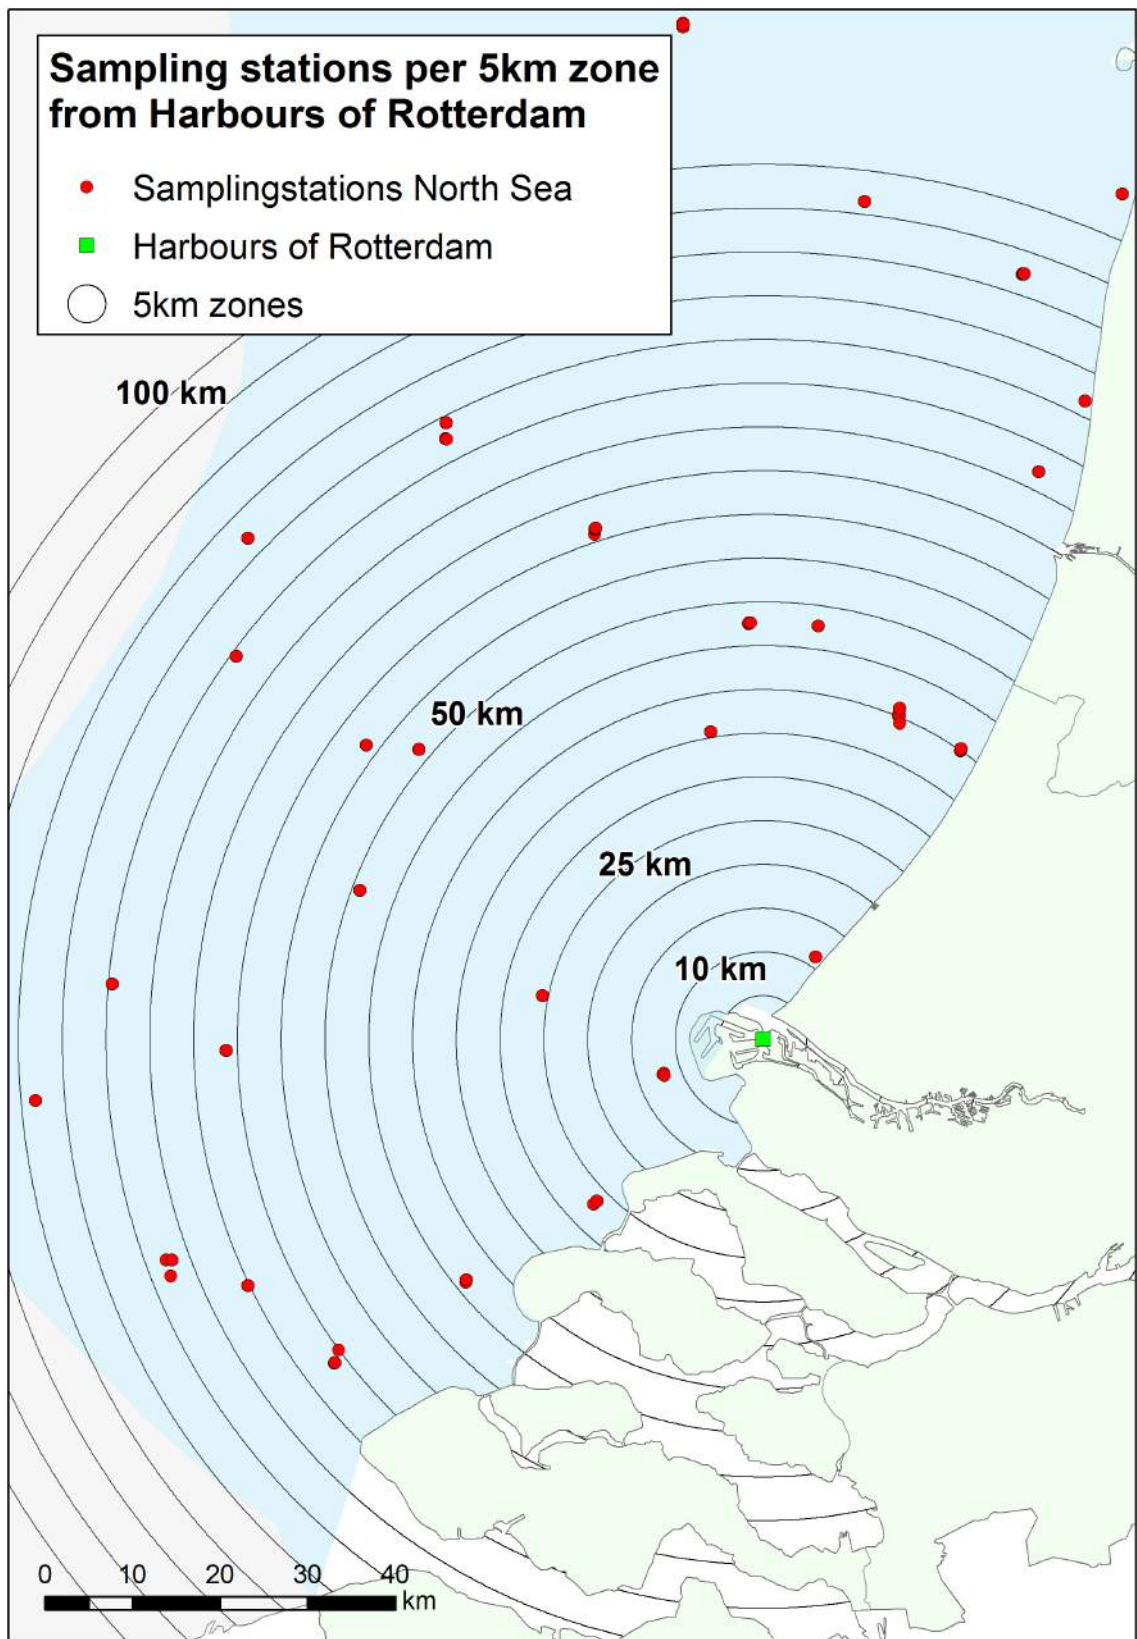 Sampling stations per 5km zone
from Harbours of Rotterdam
Samplingstations North Sea
Harbours of Rotterdam
5km zones
100 km
50 km
25 km
10 km
0 10 20 30 40
km